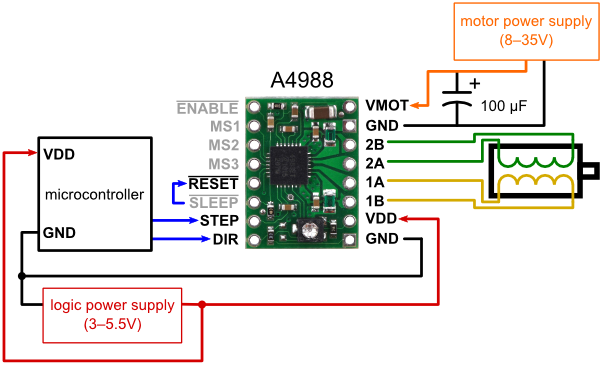 motor power supply
(8–35V)
A4988
+
100 µF
ENABLE
MS1
MS2
MS3
RESET
SLEEP
STEP
DIR
VMOT
GND
2B
2A
1A
1B
VDD
GND
VDD
microcontroller
GND
logic power supply
(3–5.5V)